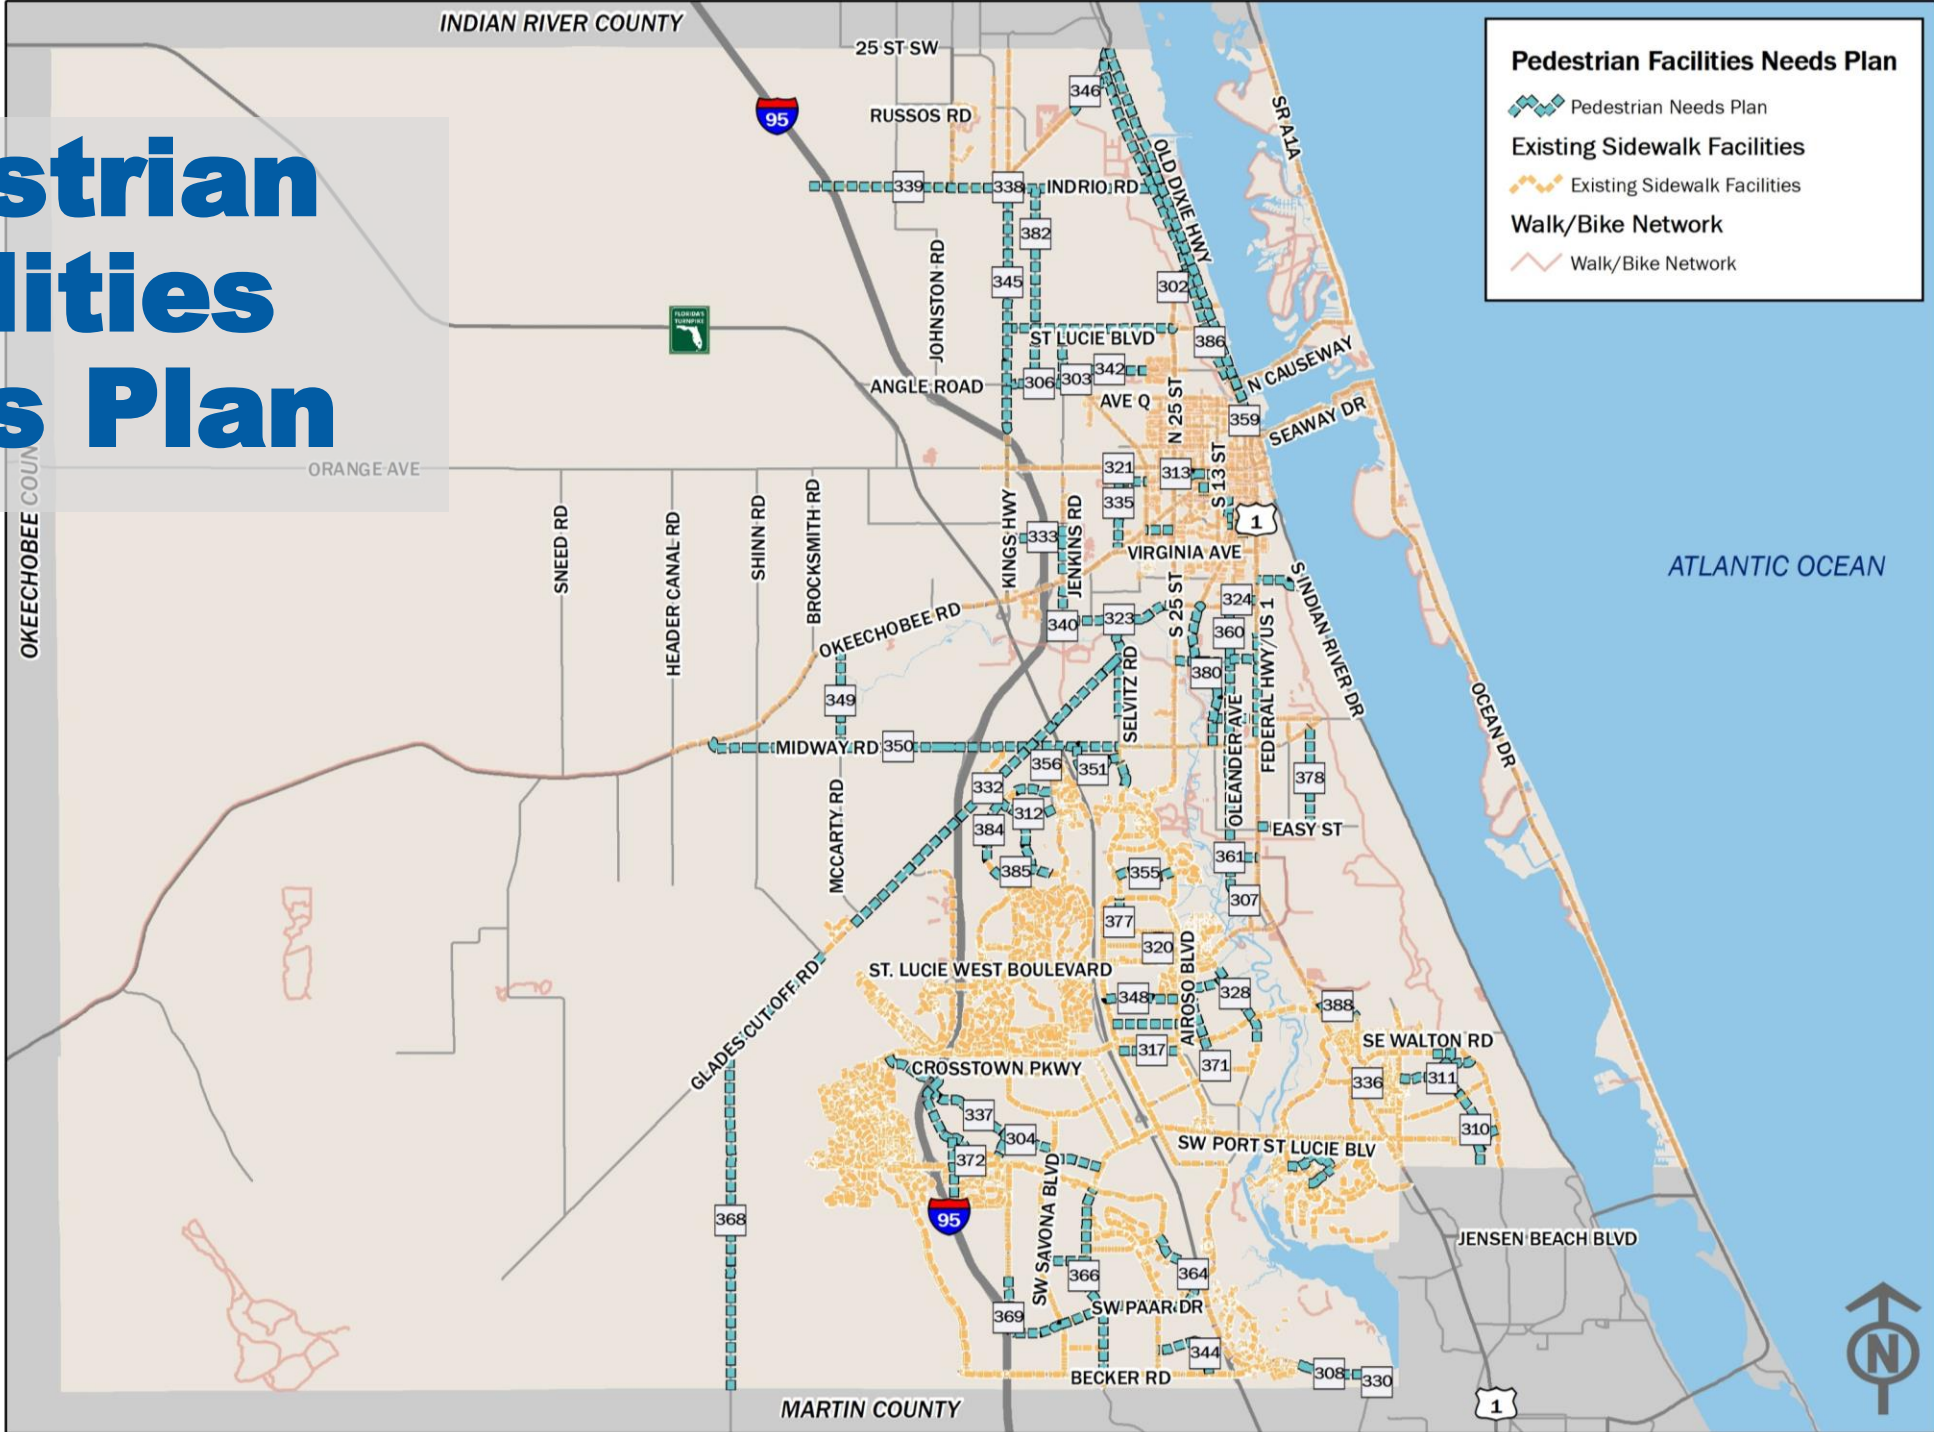 INDIAN RIVER COUNTY
25 ST SW
346
Pedestrian Facilities Needs Plan
Pedestrian Needs Plan
Existing Sidewalk Facilities
Existing Sidewalk Facilities
Walk/Bike Network
Walk/Bike Network
95
RUSSOS RD
SR A1A
strian
lities
s Plan
OLD DIXIE HWY
339
338
INDRIO RD
382
345
302
JOHNSTON RD
FLORIDA'S
TURNPIKE
ST LUCIE BLVD
386
N CAUSEWAY
ANGLE ROAD
306
303
342
AVE Q
N 25 ST
359
SEAWAY DR
ORANGE AVE
321
313
S 13 ST
335
1
OKEECHOBEE COUN
SNEED RD
HEADER CANAL RD
SHINN RD
BROCKSMITH RD
KINGS HWY
333
JENKINS RD
VIRGINIA AVE
ATLANTIC OCEAN
S INDIAN RIVER DR
OKEECHOBEE RD
340
323
S 25 ST
324
360
380
349
SELVITZ RD
OLEANDER AVE
FEDERAL HWY/US 1
OCEAN DR
MIDWAY RD
350
356
351
378
332
312
384
MCCARTY RD
EASY ST
385
355
361
307
377
320
ST. LUCIE WEST BOULEVARD
AIROSO BLVD
348
328
388
GLADES CUT OFF RD
317
371
SE WALTON RD
CROSSTOWN PKWY
336
311
337
304
310
372
SW PORT ST LUCIE BLV
368
95
SW SAVONA BLVD
JENSEN BEACH BLVD
366
364
369
SW PAAR DR
344
BECKER RD
308
330
MARTIN COUNTY
1
N